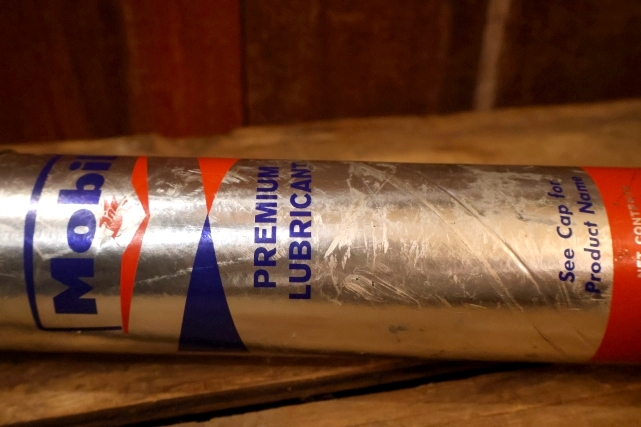 Mobil
PREMIUM
LUBRICANT
See Cap for
Product Name